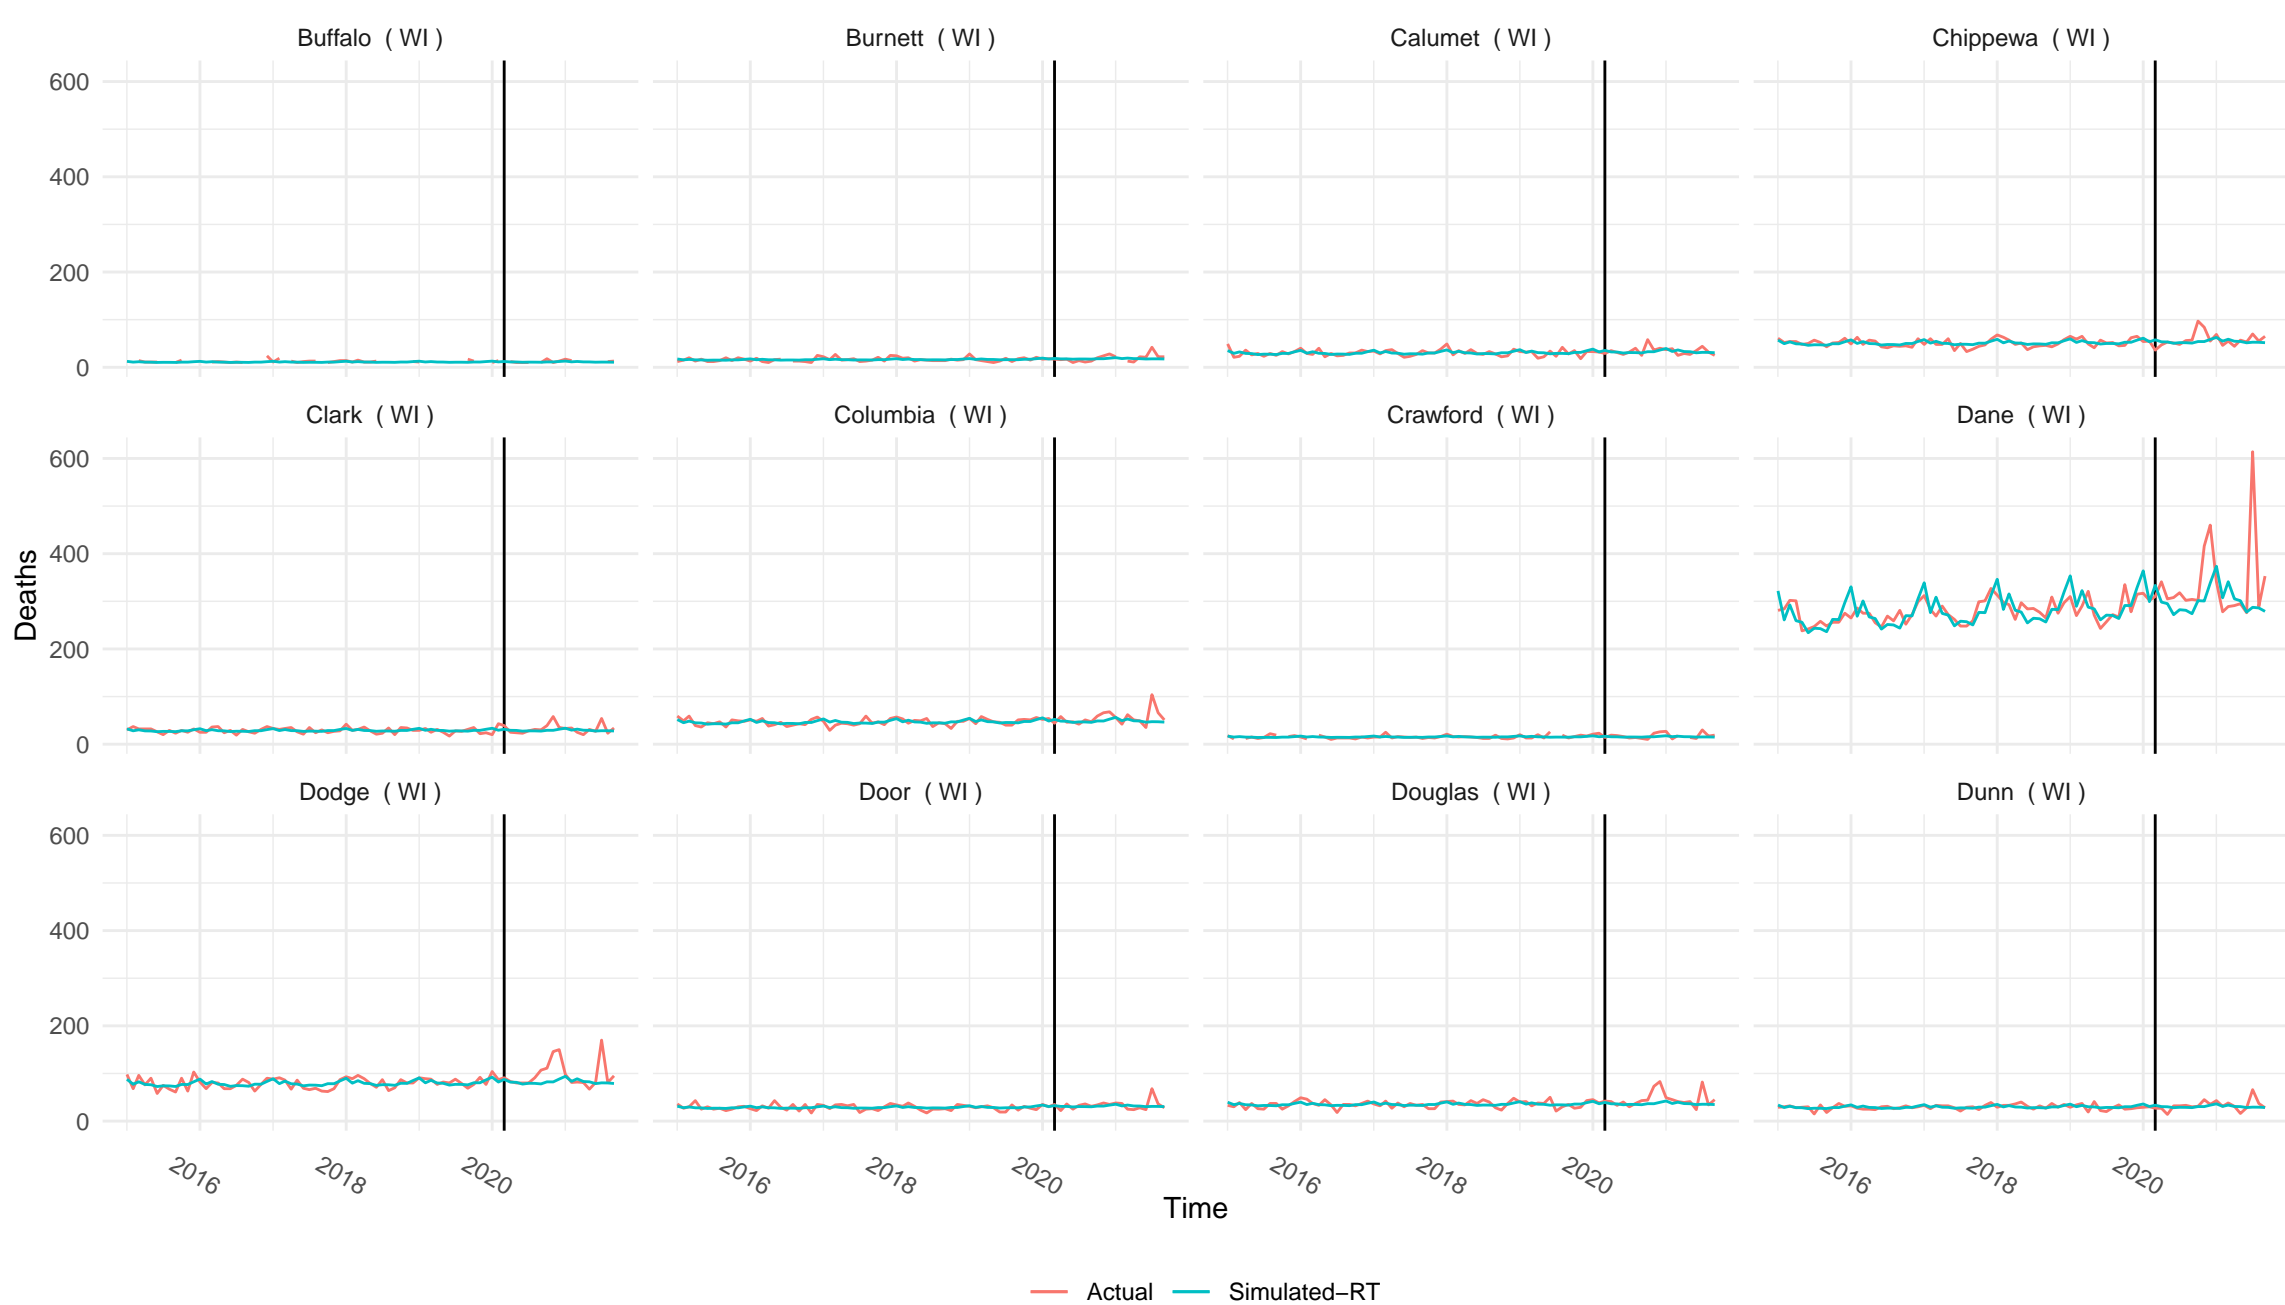 Buffalo ( WI )
Burnett ( WI )
Calumet ( WI )
Chippewa ( WI )
600
400
200
0
Clark ( WI )
Columbia ( WI )
Crawford ( WI )
Dane ( WI )
600
400
200
0
Deaths
Dodge ( WI )
Door ( WI )
Douglas ( WI )
Dunn ( WI )
600
400
200
0
2016 2018 2020
2016 2018 2020
2016 2018 2020
2016 2018 2020
Time
Actual
Simulated−RT